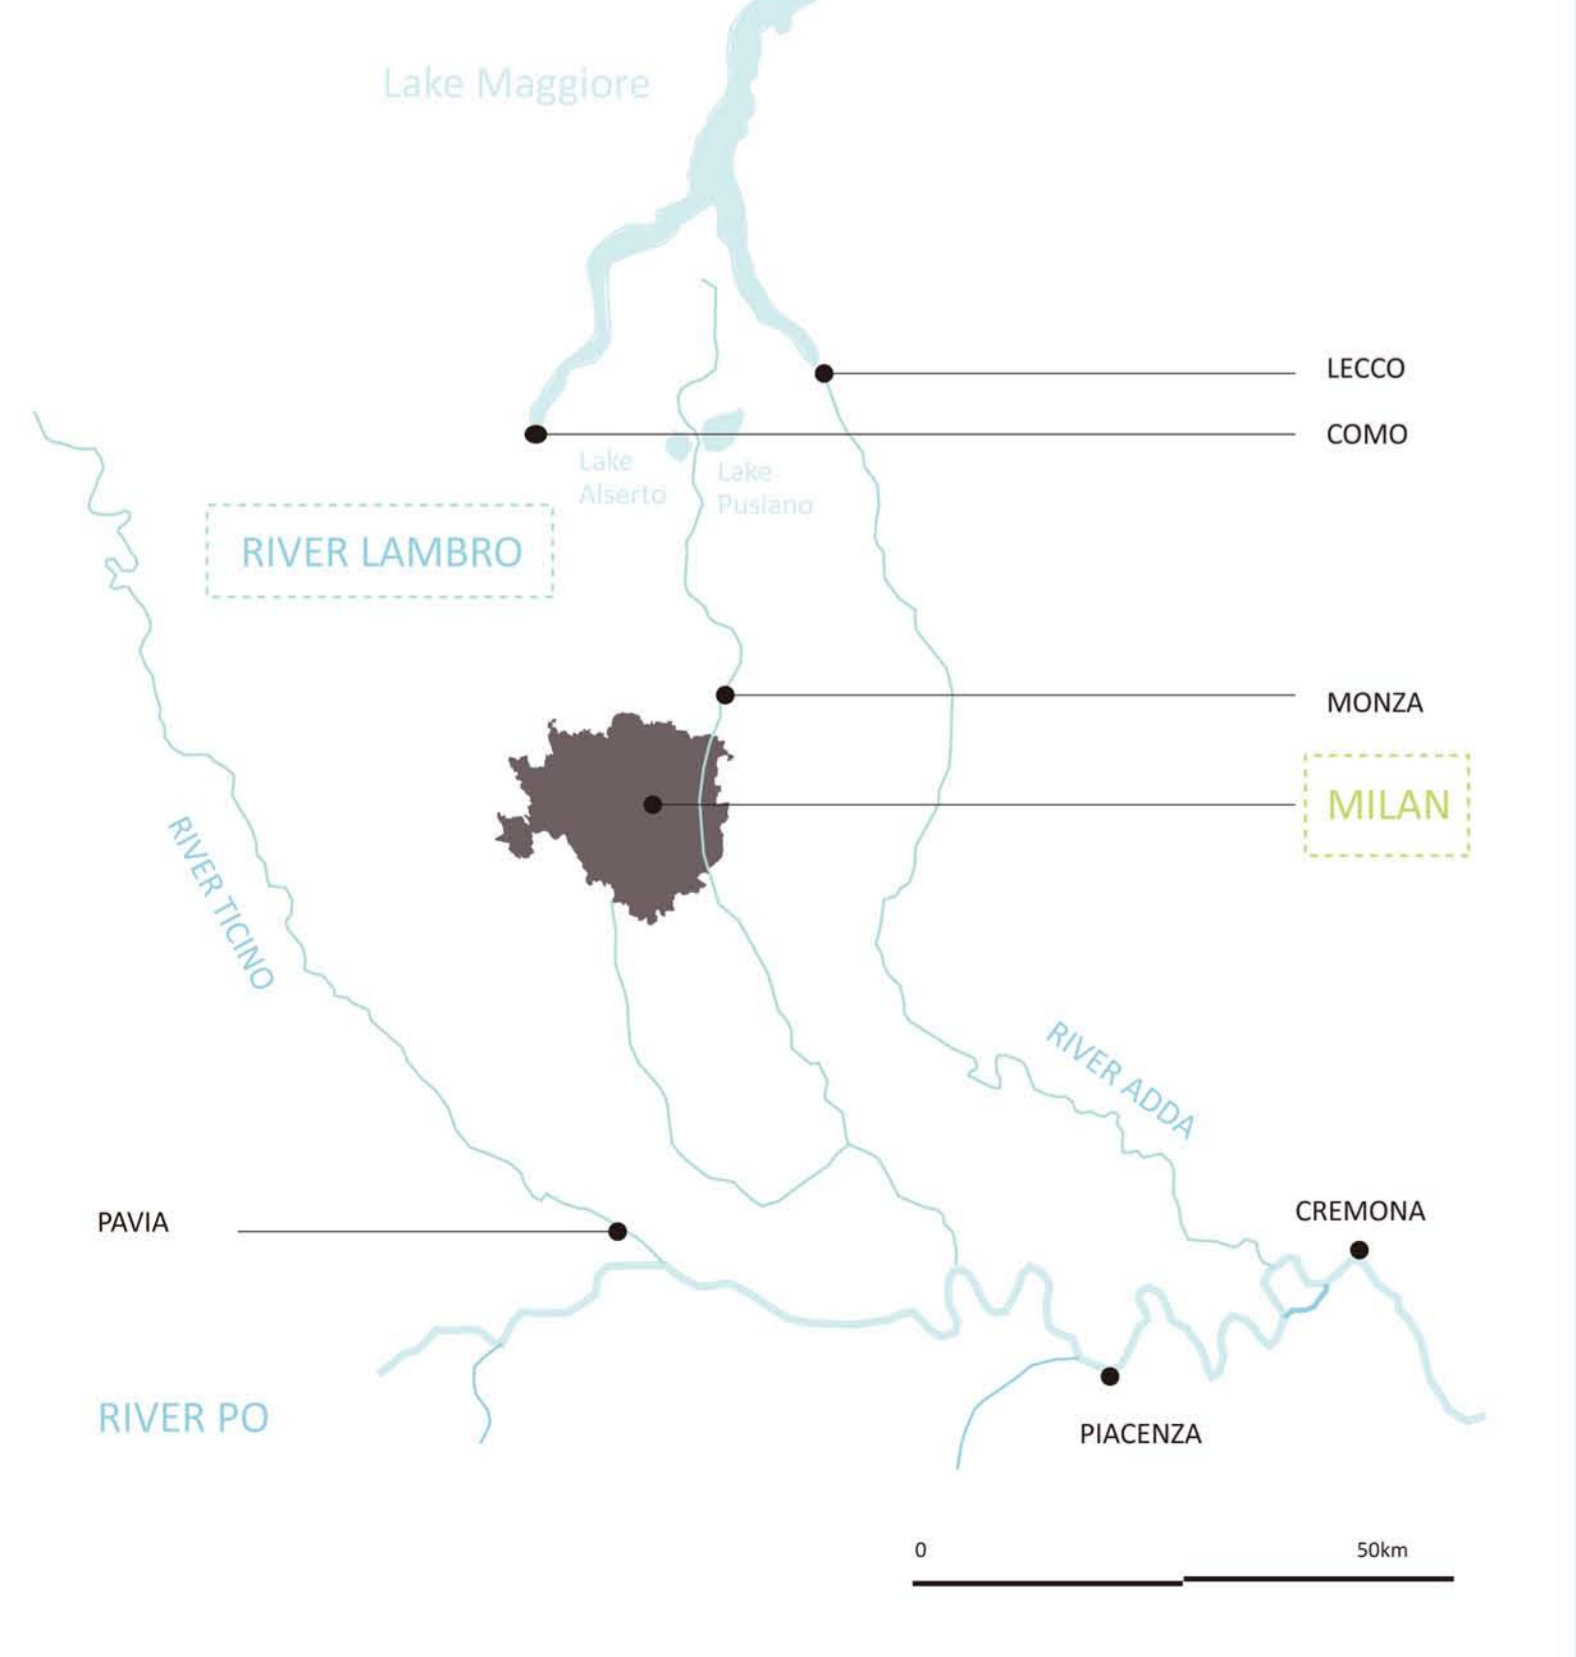 Lake Maggiore
LECCO
COMO
Lake
Alserto
Lake
Puslano
RIVER LAMBRO
MONZA
MILAN
RIVER TICINO
RIVER ADDA
PAVIA
CREMONA
RIVER PO
PIACENZA
0 50km